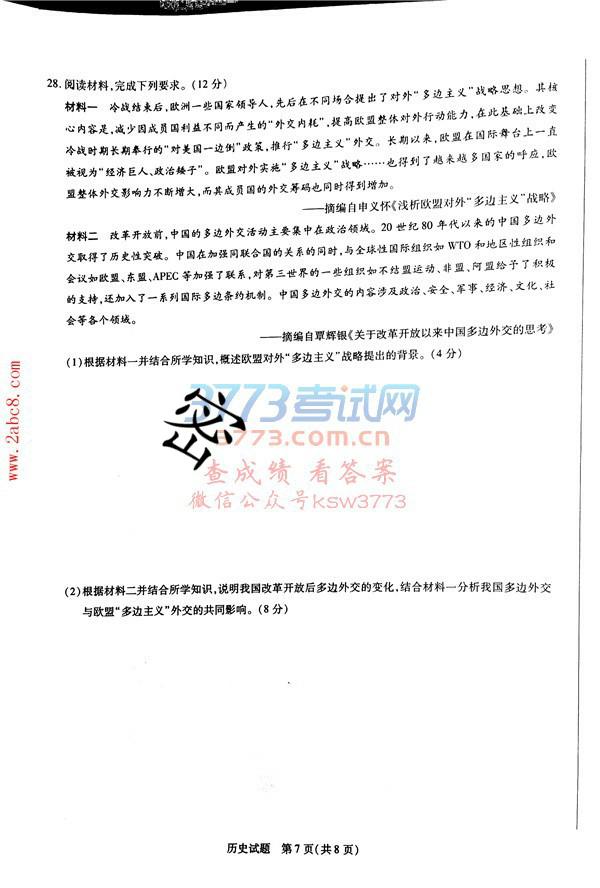 28. 阅读材料,完成下列要求。(12 分)
材料一 冷战结束后,欧洲一些国家领导人,先后在不同场合提出了对外“多边主义”战略思想。其核
心内容是,减少因成员国利益不同而产生的“外交内耗”,提高欧盟整体对外行动能力,在此基础上改变
冷战时期长期奉行的“对美国一边倒”政策,推行“多边主义”外交。长期以来,欧盟在国际舞台上一直
被视为“经济巨人、政治矮子”。欧盟对外实施“多边主义”战略……也得到了越来越多国家的呼应,欧
盟整体外交影响力不断增大,而其成员国的外交筹码也同时得到增加。
——摘编自申义怀《浅析欧盟对外“多边主义”战略》
材料二 改革开放前,中国的多边外交活动主要集中在政治领域。20 世纪 80 年代以来的中国多边外
交取得了历史性突破。中国在加强同联合国的关系的同时,与全球性国际组织如 WTO 和地区性组织和
会议如欧盟、东盟、APEC 等加强了联系,对第三世界的一些组织如不结盟运动、非盟、阿盟给予了积极
的支持,还加入了一系列国际多边条约机制。中国多边外交的内容涉及政治、安全、军事、经济、文化、社
会等各个领域。
——摘编自覃辉银《关于改革开放以来中国多边外交的思考》
(1)根据材料一并结合所学知识,概述欧盟对外“多边主义”战略提出的背景。(4 分)
www.2abc8.com
3773考试网
密
3773.com.cn
查成绩 看答案
微信公众号ksw3773
(2)根据材料二并结合所学知识,说明我国改革开放后多边外交的变化,结合材料一分析我国多边外交
与欧盟“多边主义”外交的共同影响。(8 分)
历史试题 第 7 页(共 8 页)